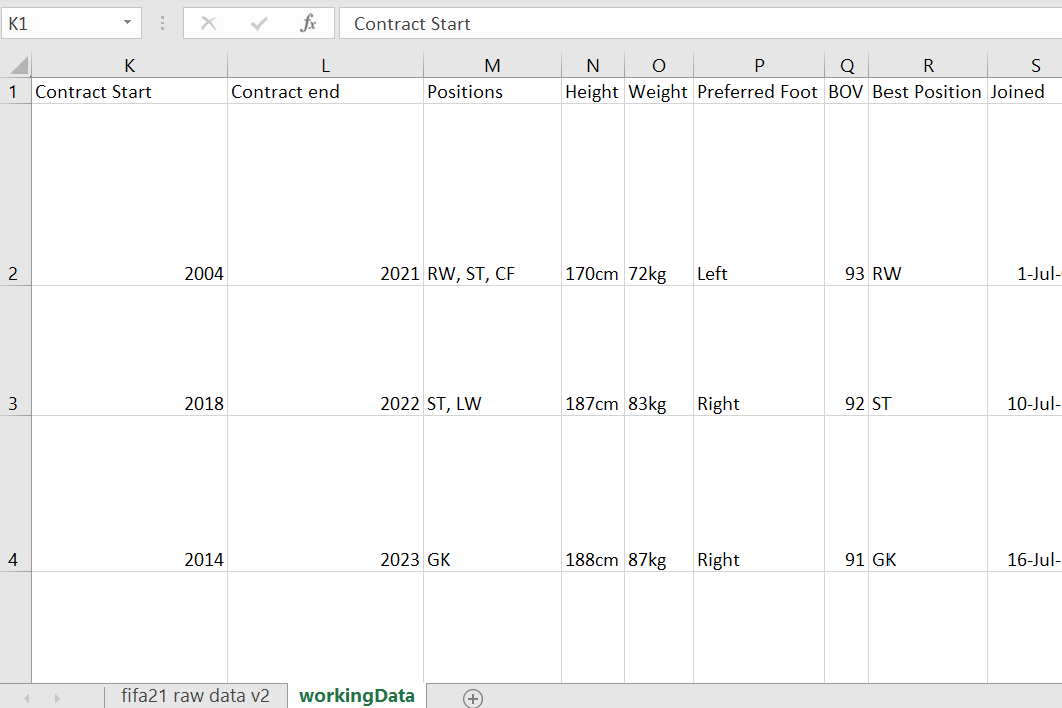 K1 fx Contract Start
K L M N O P Q R S
1 Contract Start Contract end Positions Height Weight Preferred Foot BOV Best Position Joined
2 2004 2021 RW, ST, CF 170cm 72kg Left 93 RW 1-Jul-
3 2018 2022 ST, LW 187cm 83kg Right 92 ST 10-Jul-
4 2014 2023 GK 188cm 87kg Right 91 GK 16-Jul-
fifa21 raw data v2 workingData